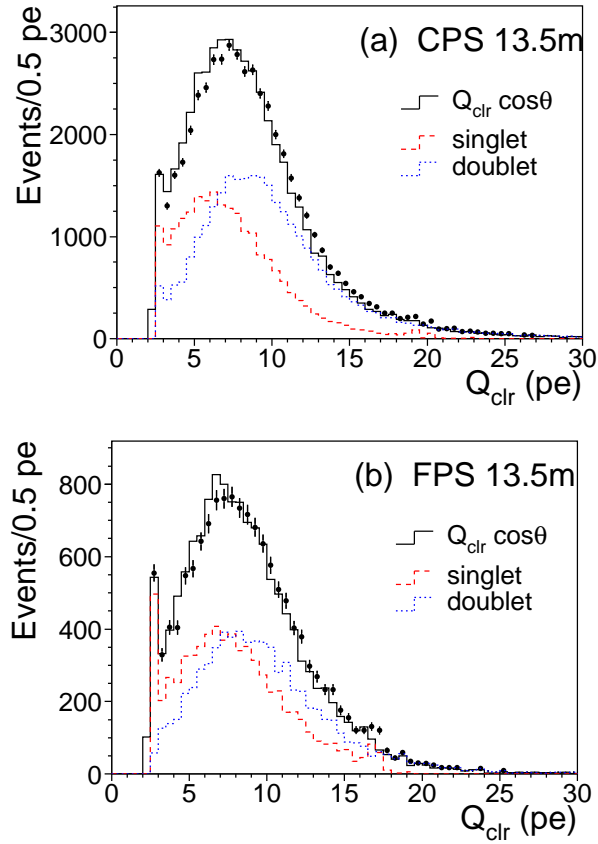 (a) CPS 13.5m
Events/0.5 pe
3000
2000
1000
0
Q_clr cosθ
singlet
doublet
0 5 10 15 20 25 30
Q_clr (pe)
(b) FPS 13.5m
Events/0.5 pe
800
600
400
200
0
Q_clr cosθ
singlet
doublet
0 5 10 15 20 25 30
Q_clr (pe)